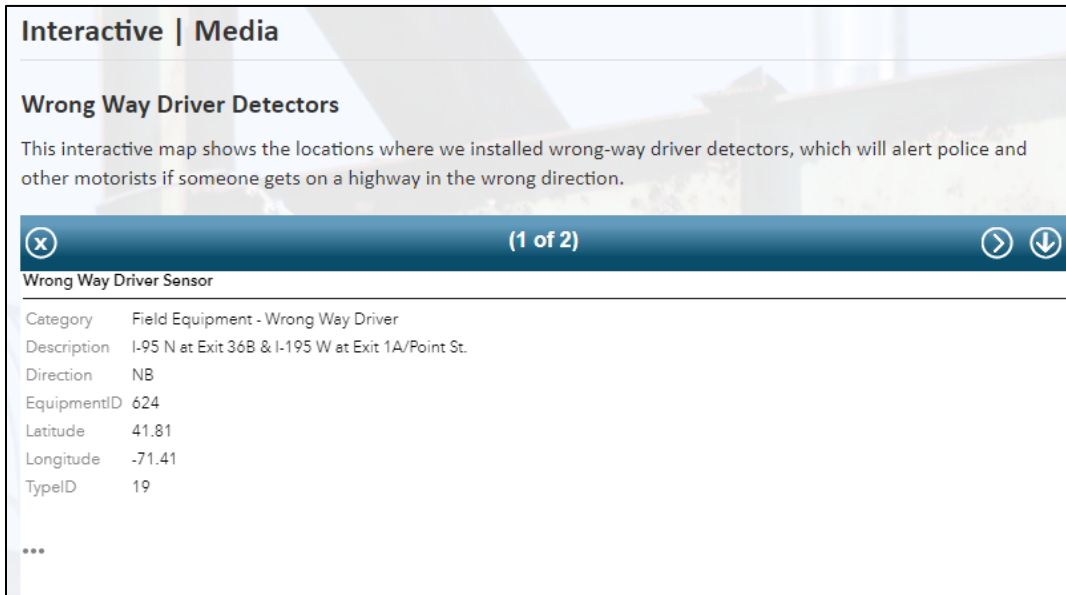 Interactive | Media
Wrong Way Driver Detectors
This interactive map shows the locations where we installed wrong-way driver detectors, which will alert police and
other motorists if someone gets on a highway in the wrong direction.
x (1 of 2)
Wrong Way Driver Sensor
Category Field Equipment - Wrong Way Driver
Description I-95 N at Exit 36B & I-195 W at Exit 1A/Point St.
Direction NB
EquipmentID 624
Latitude 41.81
Longitude -71.41
TypeID 19
•••